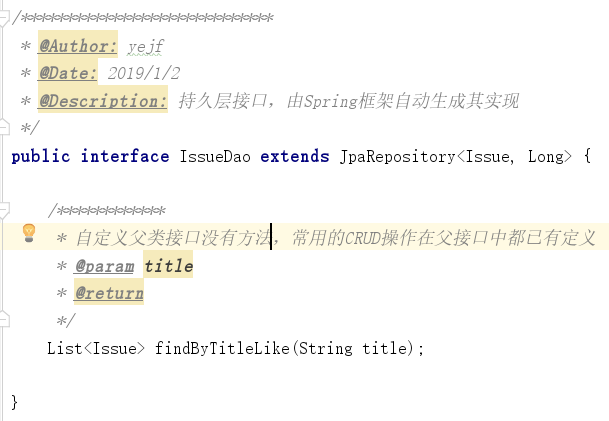 /****************************
* @Author: yejf
* @Date: 2019/1/2
* @Description: 持久层接口，由Spring框架自动生成其实现
*/
public interface IssueDao extends JpaRepository<Issue, Long> {
/************
* 自定义父类接口没有方法，常用的CRUD操作在父接口中都已有定义
* @param title
* @return
*/
List<Issue> findByTitleLike(String title);
}